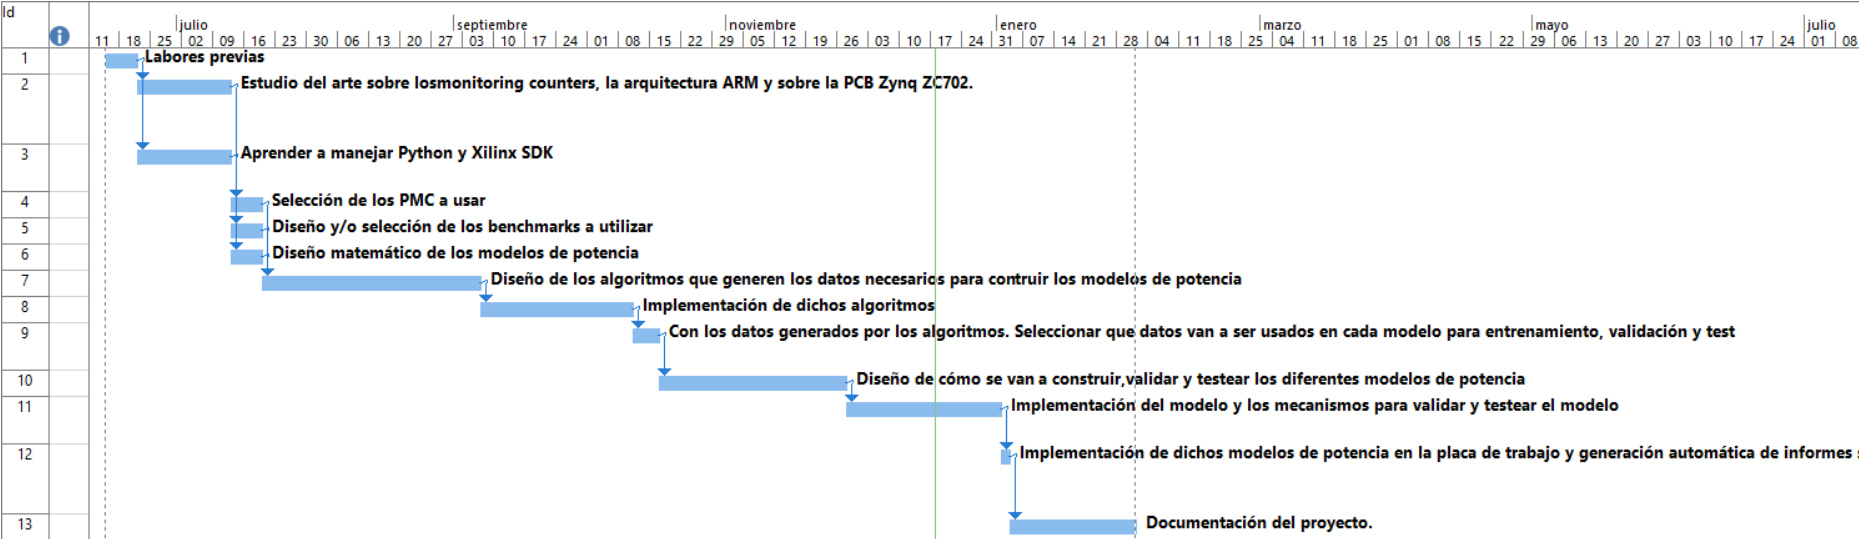 Id
julio septiembre noviembre enero marzo mayo julio
11 18 25 02 09 16 23 30 06 13 20 27 03 10 17 24 01 08 15 22 29 05 12 19 26 03 10 17 24 31 07 14 21 28 04 11 18 25 04 11 18 25 01 08 15 22 29 06 13 20 27 03 10 17 24 01 08
1 Labores previas
2 Estudio del arte sobre losmonitoring counters, la arquitectura ARM y sobre la PCB Zynq ZC702.
3 Aprender a manejar Python y Xilinx SDK
4 Selección de los PMC a usar
5 Diseño y/o selección de los benchmarks a utilizar
6 Diseño matemático de los modelos de potencia
7 Diseño de los algoritmos que generen los datos necesarios para contruir los modelos de potencia
8 Implementación de dichos algoritmos
9 Con los datos generados por los algoritmos. Seleccionar que datos van a ser usados en cada modelo para entrenamiento, validación y test
10 Diseño de cómo se van a construir,validar y testear los diferentes modelos de potencia
11 Implementación del modelo y los mecanismos para validar y testear el modelo
12 Implementación de dichos modelos de potencia en la placa de trabajo y generación automática de informes
13 Documentación del proyecto.